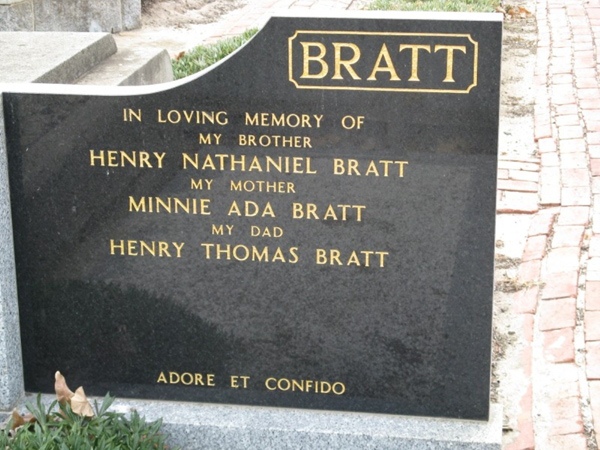 BRATT
IN LOVING MEMORY OF
MY BROTHER
HENRY NATHANIEL BRATT
MY MOTHER
MINNIE ADA BRATT
MY DAD
HENRY THOMAS BRATT
ADORE ET CONFIDO